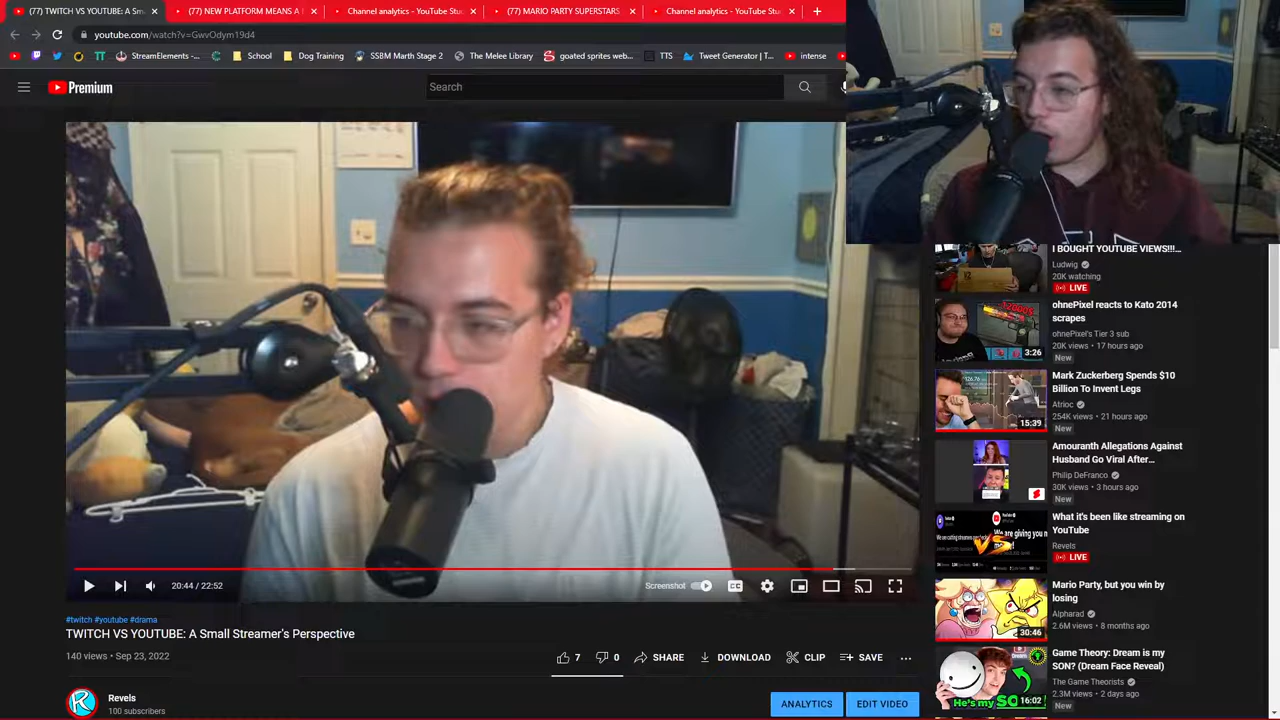 (77) TWITCH VS YOUTUBE: A Sma
(77) NEW PLATFORM MEANS A
Channel analytics - YouTube Stu
(77) MARIO PARTY SUPERSTARS
Channel analytics - YouTube Stu
youtube.com/watch?v=GwvOdym19d4
StreamElements -...
School
Dog Training
SSBM Marth Stage 2
The Melee Library
goated sprites web...
TTS
Tweet Generator | T...
intense
Premium
Search
I BOUGHT YOUTUBE VIEWS!!!...
Ludwig
20K watching
LIVE
ohnePixel reacts to Kato 2014
scrapes
ohnePixel's Tier 3 sub
20K views • 17 hours ago
New
3:26
Mark Zuckerberg Spends $10
Billion To Invent Legs
Atrioc
254K views • 21 hours ago
New
15:39
Amouranth Allegations Against
Husband Go Viral After...
Philip DeFranco
30K views • 3 hours ago
New
What it's been like streaming on
YouTube
Revels
LIVE
VS
Mario Party, but you win by
losing
Alpharad
2.6M views • 8 months ago
30:46
Game Theory: Dream is my
SON? (Dream Face Reveal)
The Game Theorists
2.3M views • 2 days ago
New
He's my SO
16:02
20:44 / 22:52
Screenshot
CC
#twitch #youtube #drama
TWITCH VS YOUTUBE: A Small Streamer's Perspective
140 views • Sep 23, 2022
7
0
SHARE
DOWNLOAD
CLIP
SAVE
Revels
100 subscribers
ANALYTICS
EDIT VIDEO